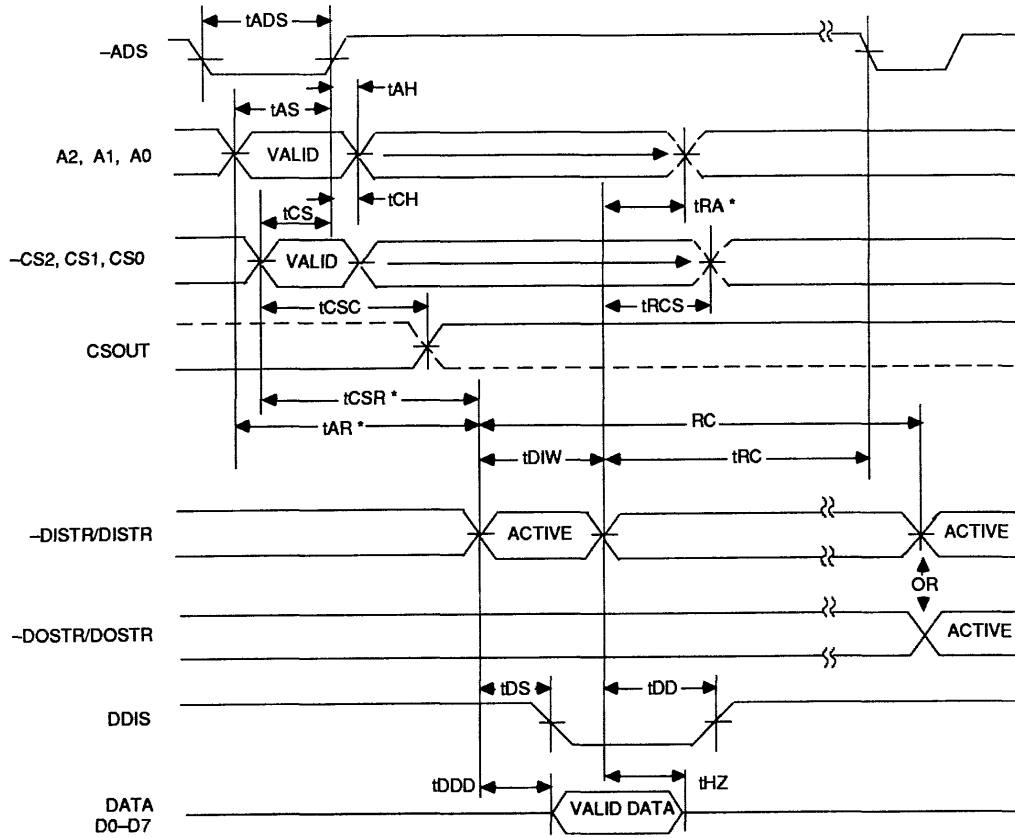 tADS
–ADS
tAH
tAS
A2, A1, A0
VALID
tCH
tRA *
tCS
–CS2, CS1, CS0
VALID
tCSC
tRCS
CSOUT
tCSR *
tAR *
RC
tDIW
tRC
–DISTR/DISTR
ACTIVE
ACTIVE
OR
–DOSTR/DOSTR
ACTIVE
tDS
tDD
DDIS
tDDD
tHZ
DATA
D0–D7
VALID DATA